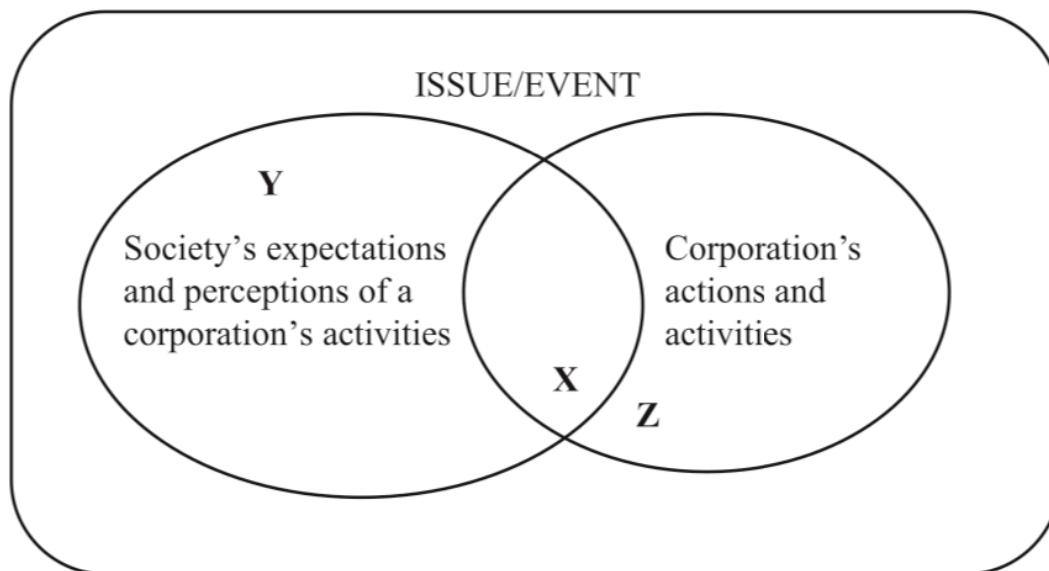 ISSUE/EVENT
Y
Society’s expectations
and perceptions of a
corporation’s activities
Corporation’s
actions and
activities
X
Z